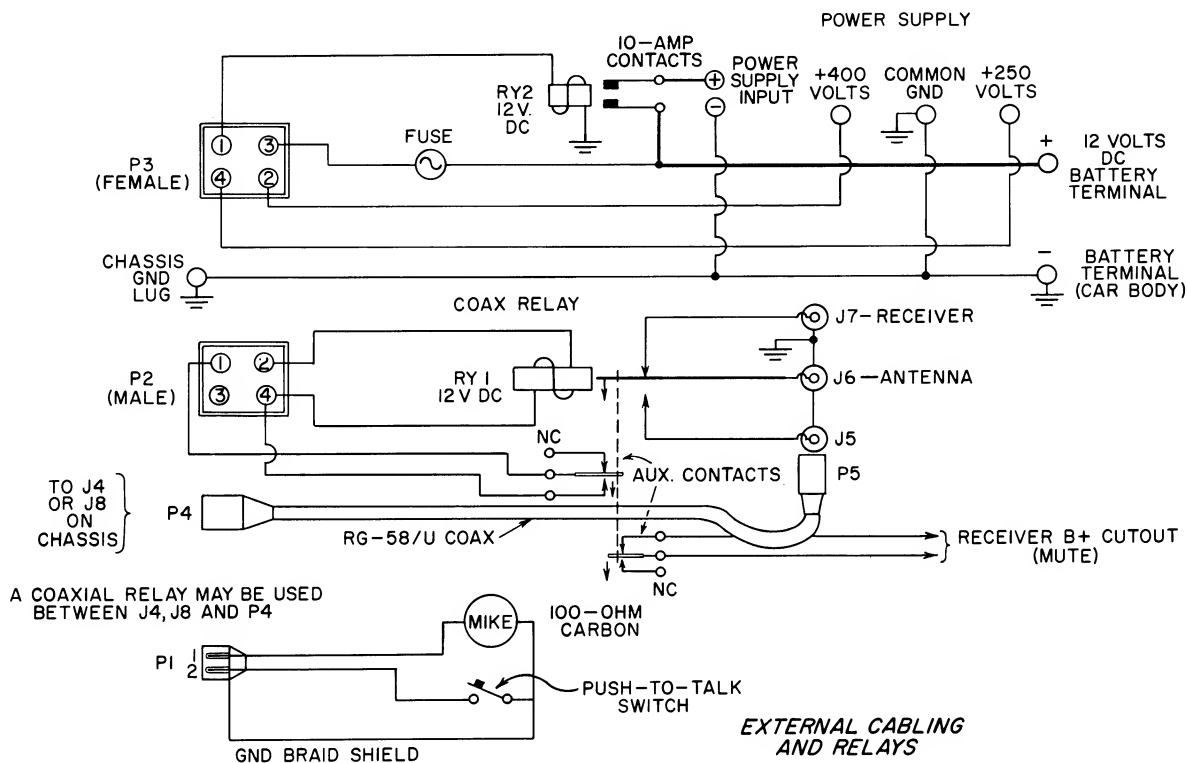 POWER SUPPLY
10-AMP
CONTACTS
RY2
12 V.
DC
+
−
POWER
SUPPLY
INPUT
+400
VOLTS
COMMON
GND
+250
VOLTS
1
3
4
2
P3
(FEMALE)
FUSE
+
12 VOLTS
DC
BATTERY
TERMINAL
CHASSIS
GND
LUG
−
BATTERY
TERMINAL
(CAR BODY)
COAX RELAY
J7-RECEIVER
1
2
3
4
P2
(MALE)
RY 1
12 V DC
J6-ANTENNA
NC
J5
AUX. CONTACTS
P5
TO J4
OR J8
ON
CHASSIS
P4
RG-58/U COAX
RECEIVER B+ CUTOUT
(MUTE)
NC
A COAXIAL RELAY MAY BE USED
BETWEEN J4, J8 AND P4
MIKE
100-OHM
CARBON
P1
1
2
PUSH-TO-TALK
SWITCH
GND BRAID SHIELD
EXTERNAL CABLING
AND RELAYS